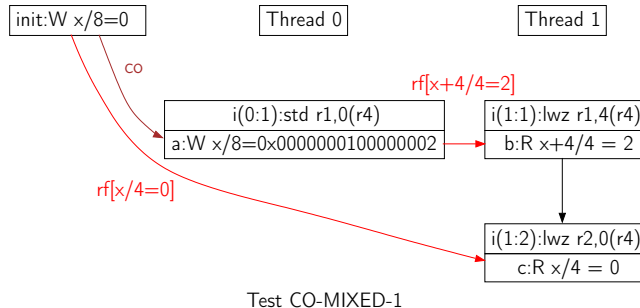 init:W x/8=0
Thread 0
Thread 1
co
rf[x+4/4=2]
i(0:1):std r1,0(r4)
a:W x/8=0x0000000100000002
i(1:1):lwz r1,4(r4)
b:R x+4/4 = 2
rf[x/4=0]
i(1:2):lwz r2,0(r4)
c:R x/4 = 0
Test CO-MIXED-1